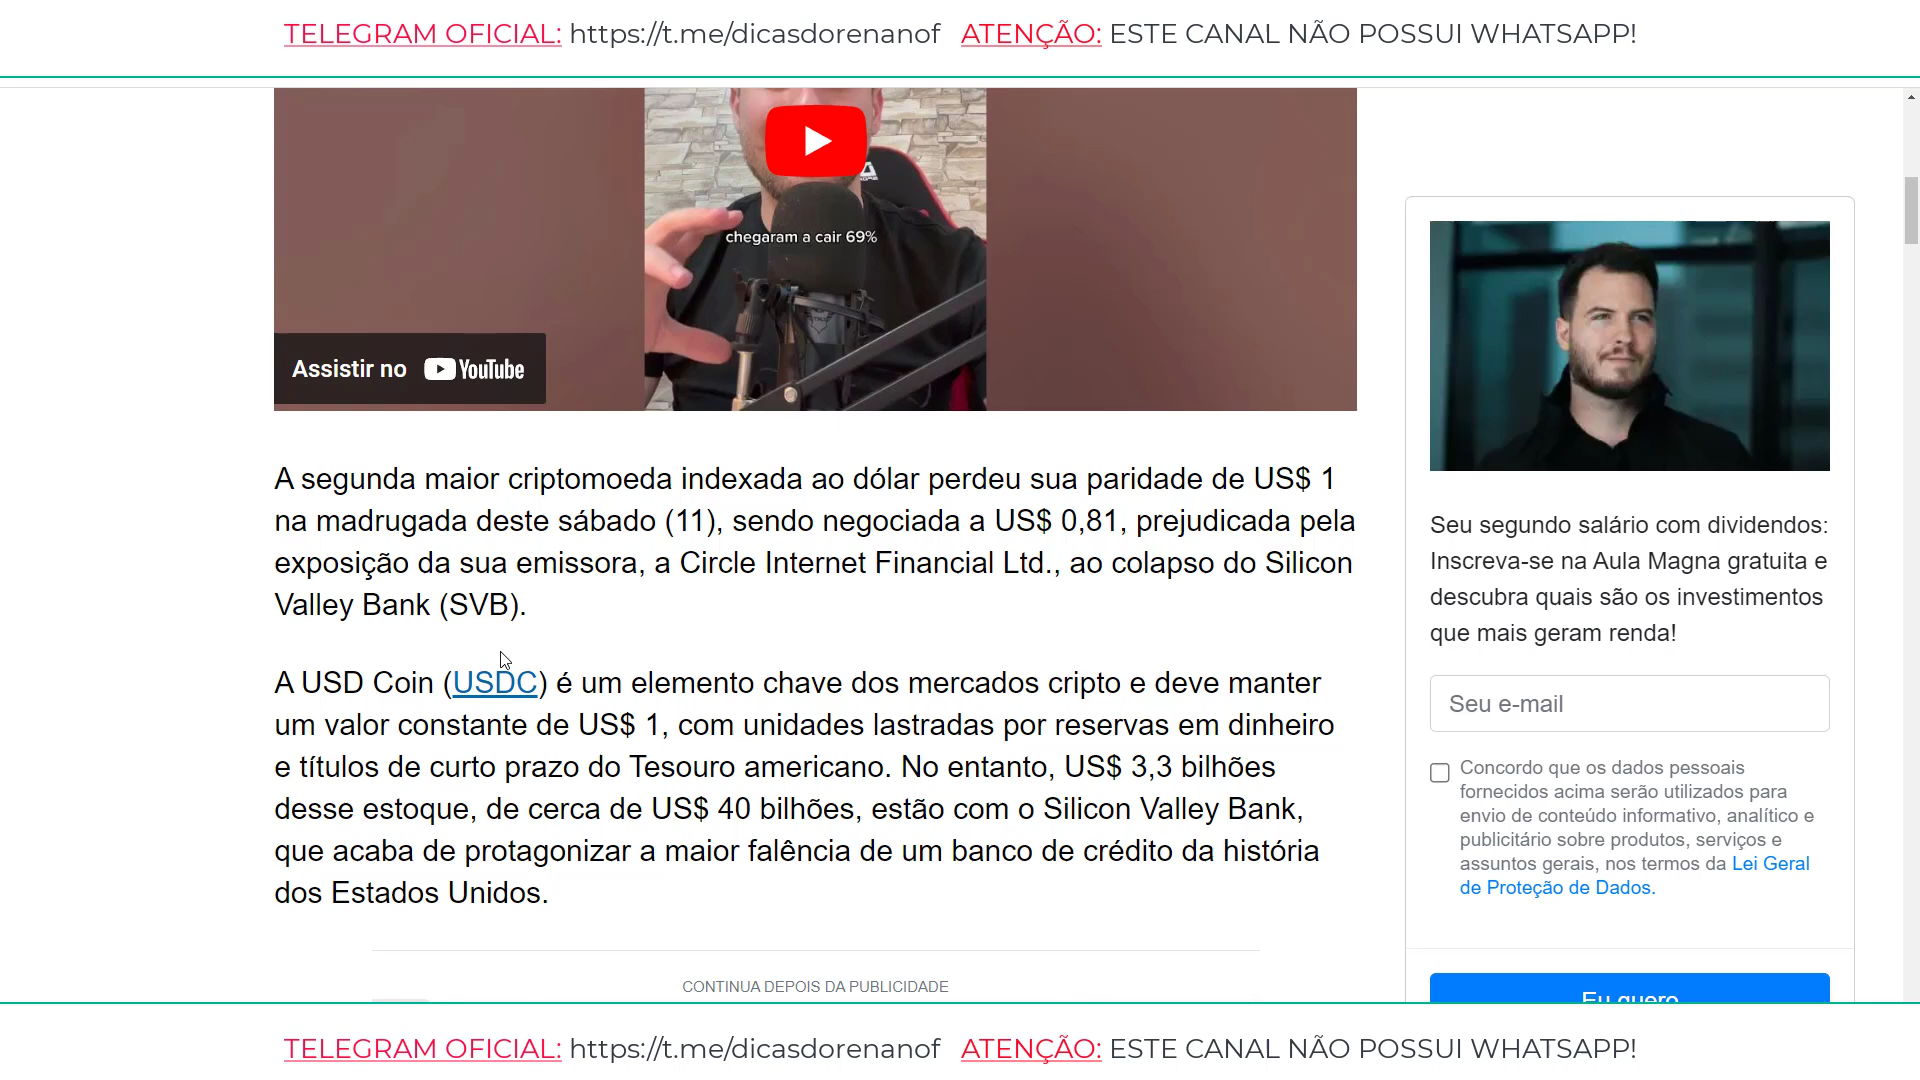 TELEGRAM OFICIAL: https://t.me/dicasdorenanof ATENÇÃO: ESTE CANAL NÃO POSSUI WHATSAPP!
chegaram a cair 69%
Assistir no YouTube
A segunda maior criptomoeda indexada ao dólar perdeu sua paridade de US$ 1
na madrugada deste sábado (11), sendo negociada a US$ 0,81, prejudicada pela
exposição da sua emissora, a Circle Internet Financial Ltd., ao colapso do Silicon
Valley Bank (SVB).
A USD Coin (USDC) é um elemento chave dos mercados cripto e deve manter
um valor constante de US$ 1, com unidades lastradas por reservas em dinheiro
e títulos de curto prazo do Tesouro americano. No entanto, US$ 3,3 bilhões
desse estoque, de cerca de US$ 40 bilhões, estão com o Silicon Valley Bank,
que acaba de protagonizar a maior falência de um banco de crédito da história
dos Estados Unidos.
CONTINUA DEPOIS DA PUBLICIDADE
Seu segundo salário com dividendos:
Inscreva-se na Aula Magna gratuita e
descubra quais são os investimentos
que mais geram renda!
Seu e-mail
Concordo que os dados pessoais
fornecidos acima serão utilizados para
envio de conteúdo informativo, analítico e
publicitário sobre produtos, serviços e
assuntos gerais, nos termos da Lei Geral
de Proteção de Dados.
Eu quero
TELEGRAM OFICIAL: https://t.me/dicasdorenanof ATENÇÃO: ESTE CANAL NÃO POSSUI WHATSAPP!